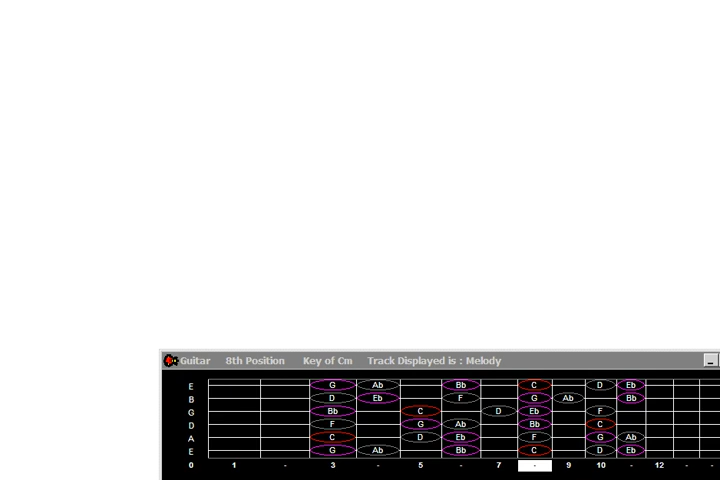 Guitar 8th Position Key of Cm Track Displayed is : Melody
E G Ab Bb C D Eb
B D Eb F G Ab Bb
G Bb C D Eb F
D F G Ab Bb C
A C D Eb F G Ab
E G Ab Bb C D Eb
0 1 - 3 - 5 - 7 - 9 10 - 12 - -